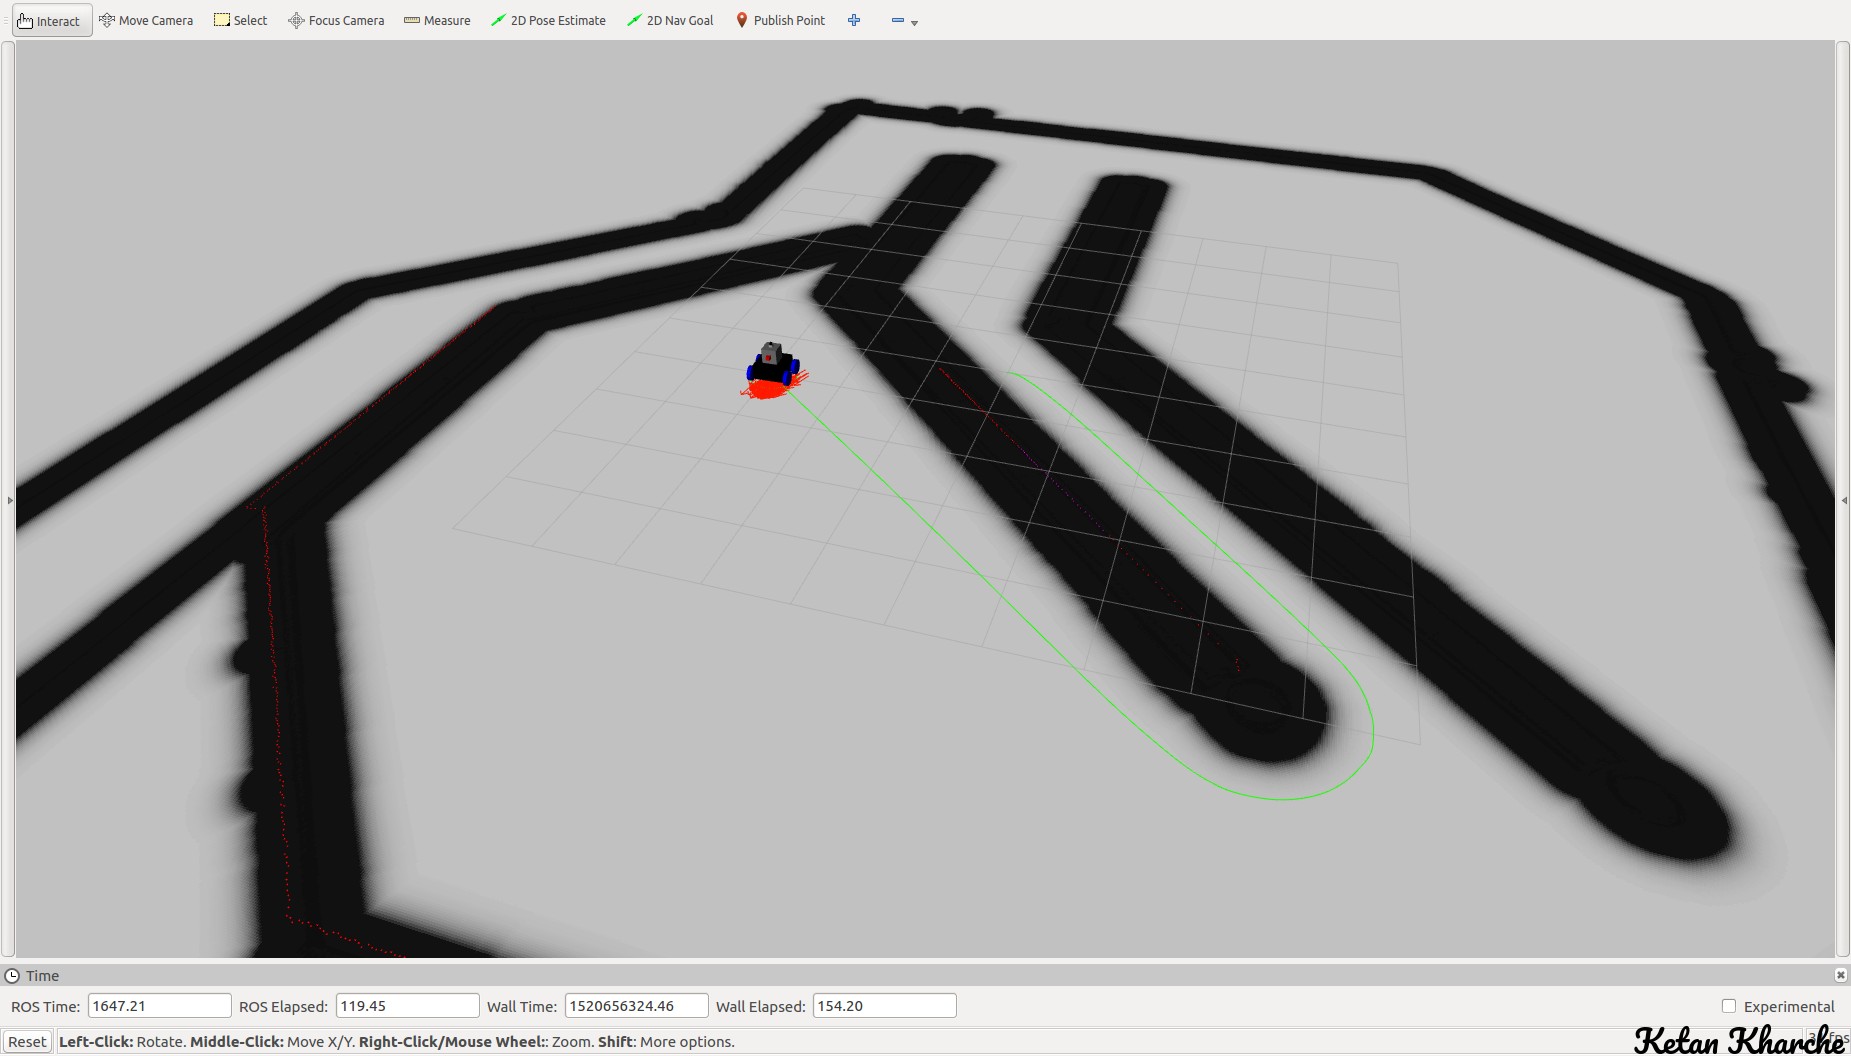 Interact Move Camera Select Focus Camera Measure 2D Pose Estimate 2D Nav Goal Publish Point
Time
ROS Time: 1647.21 ROS Elapsed: 119.45 Wall Time: 1520656324.46 Wall Elapsed: 154.20 Experimental
Reset Left-Click: Rotate. Middle-Click: Move X/Y. Right-Click/Mouse Wheel:: Zoom. Shift: More options. fps
Ketan Kharche